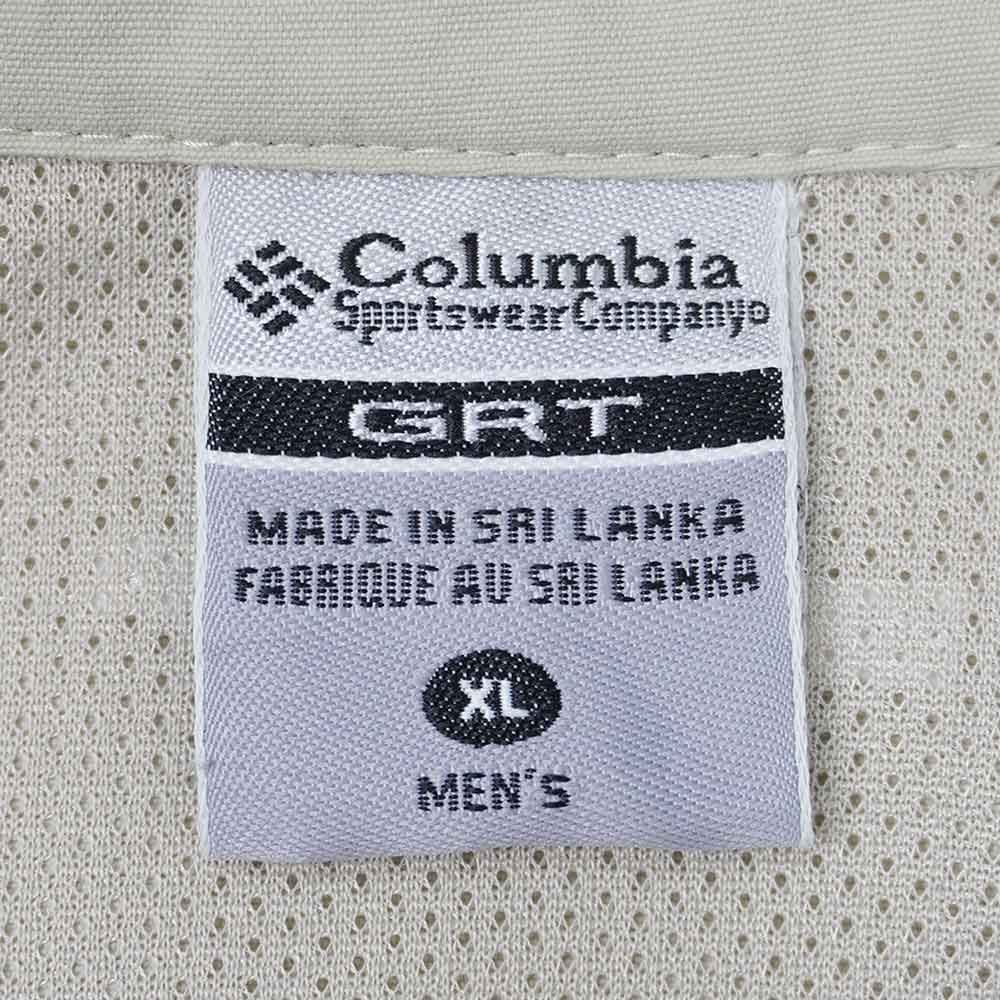 Columbia
Sportswear Company®
GRT
MADE IN SRI LANKA
FABRIQUE AU SRI LANKA
XL
MEN'S